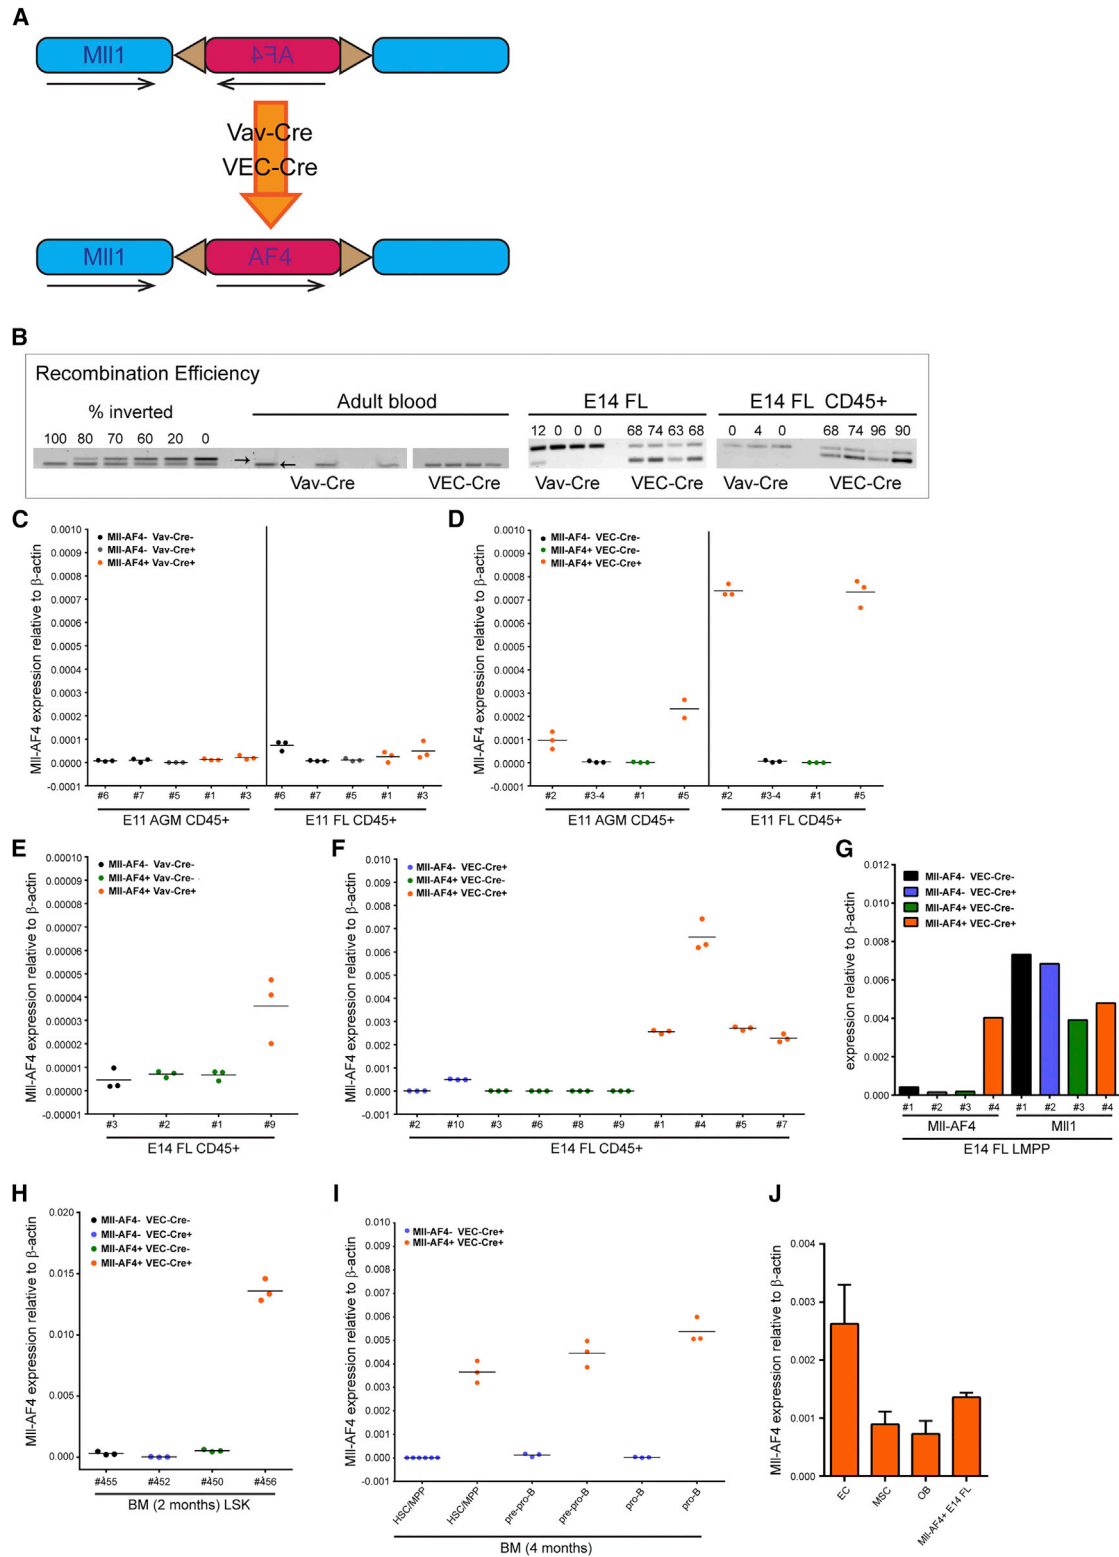 A
Mll1 AF4
Vav-Cre
VEC-Cre
Mll1 AF4
B
Recombination Efficiency
% inverted
Adult blood
E14 FL
E14 FL CD45+
100 80 70 60 20 0
12 0 0 0 68 74 63 68
0 4 0 68 74 96 90
Vav-Cre VEC-Cre Vav-Cre VEC-Cre Vav-Cre VEC-Cre
C
Mll-AF4 expression relative to β-actin
0.0010
0.0009
0.0008
0.0007
0.0006
0.0005
0.0004
0.0003
0.0002
0.0001
0.0000
-0.0001
Mll-AF4- Vav-Cre-
Mll-AF4- Vav-Cre+
Mll-AF4+ Vav-Cre+
#6 #7 #5 #1 #3 #6 #7 #5 #1 #3
E11 AGM CD45+ E11 FL CD45+
D
Mll-AF4 expression relative to β-actin
0.0010
0.0009
0.0008
0.0007
0.0006
0.0005
0.0004
0.0003
0.0002
0.0001
0.0000
-0.0001
Mll-AF4- VEC-Cre-
Mll-AF4+ VEC-Cre-
Mll-AF4+ VEC-Cre+
#2 #3-4 #1 #5 #2 #3-4 #1 #5
E11 AGM CD45+ E11 FL CD45+
E
Mll-AF4 expression relative to β-actin
0.00010
0.00009
0.00008
0.00007
0.00006
0.00005
0.00004
0.00003
0.00002
0.00001
0.00000
-0.00001
Mll-AF4- Vav-Cre-
Mll-AF4+ Vav-Cre-
Mll-AF4+ Vav-Cre+
#3 #2 #1 #9
E14 FL CD45+
F
Mll-AF4 expression relative to β-actin
0.010
0.009
0.008
0.007
0.006
0.005
0.004
0.003
0.002
0.001
0.000
-0.001
Mll-AF4- VEC-Cre+
Mll-AF4+ VEC-Cre-
Mll-AF4+ VEC-Cre+
#2 #10 #3 #6 #8 #9 #1 #4 #5 #7
E14 FL CD45+
G
expression relative to β-actin
0.012
0.010
0.008
0.006
0.004
0.002
0.000
Mll-AF4- VEC-Cre-
Mll-AF4- VEC-Cre+
Mll-AF4+ VEC-Cre-
Mll-AF4+ VEC-Cre+
#1 #2 #3 #4 #1 #2 #3 #4
Mll-AF4 Mll1
E14 FL LMPP
H
Mll-AF4 expression relative to β-actin
0.020
0.015
0.010
0.005
0.000
Mll-AF4- VEC-Cre-
Mll-AF4- VEC-Cre+
Mll-AF4+ VEC-Cre-
Mll-AF4+ VEC-Cre+
#455 #452 #450 #456
BM (2 months) LSK
I
Mll-AF4 expression relative to β-actin
0.010
0.009
0.008
0.007
0.006
0.005
0.004
0.003
0.002
0.001
0.000
-0.001
Mll-AF4- VEC-Cre+
Mll-AF4+ VEC-Cre+
HSC/MPP HSC/MPP pre-pro-B pre-pro-B pro-B pro-B
BM (4 months)
J
Mll-AF4 expression relative to β-actin
0.004
0.003
0.002
0.001
0.000
EC MSC OB Mll-AF4+ E14 FL